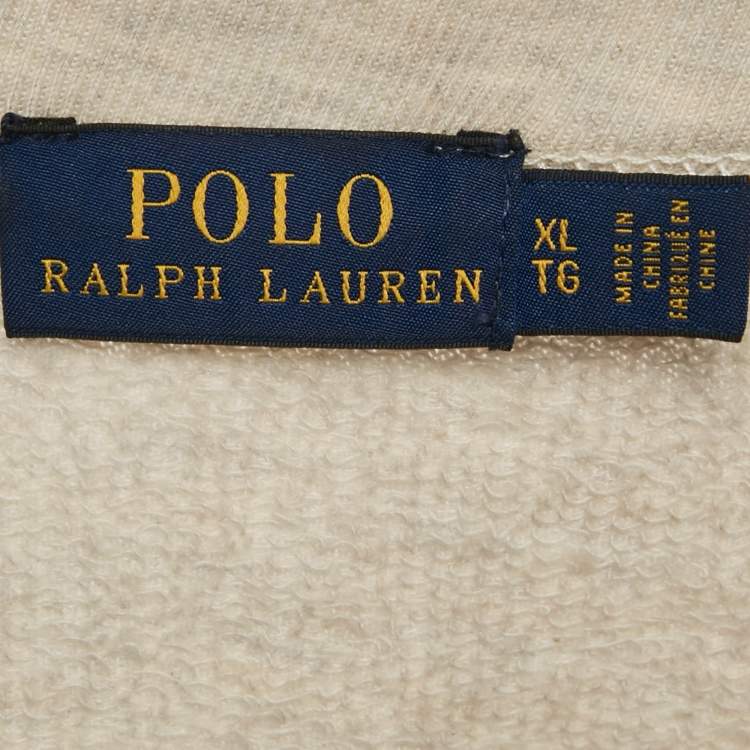 POLO
RALPH LAUREN
XL
TG
MADE IN
CHINA
FABRIQUÉ EN
CHINE